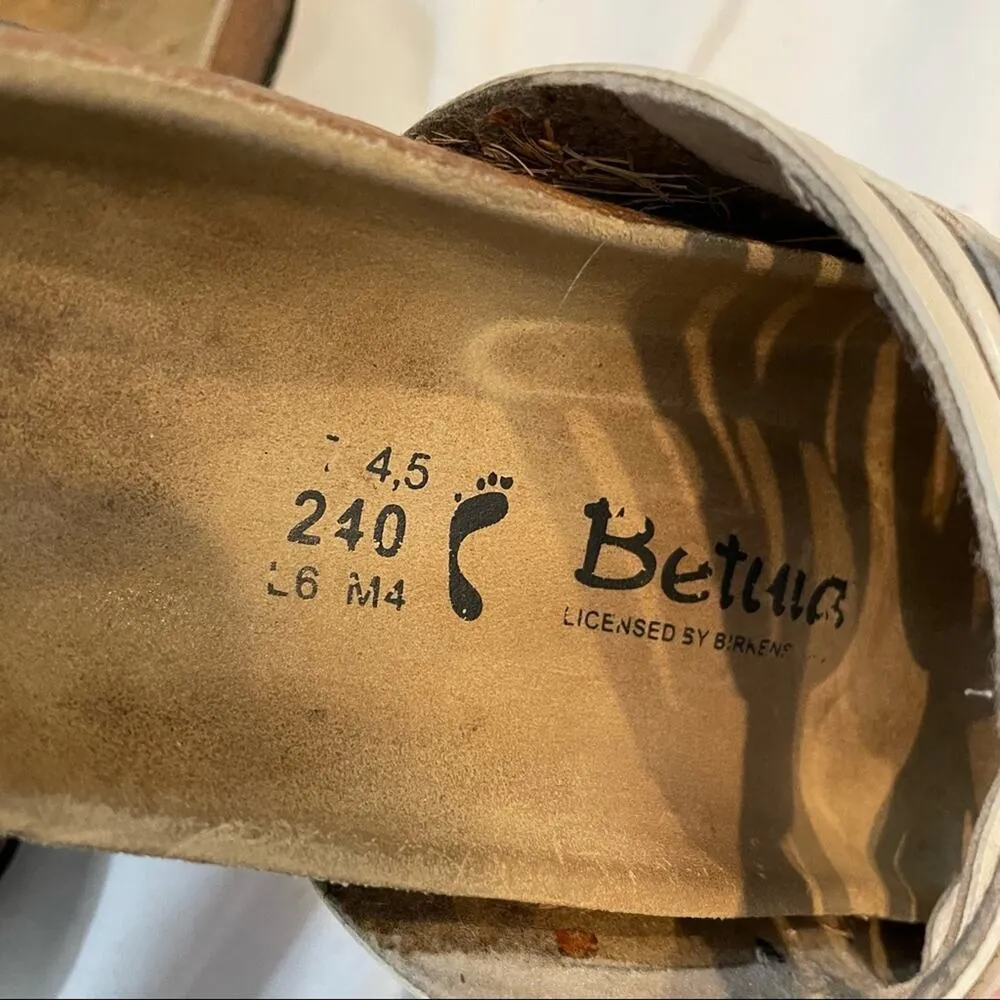 4,5
240
L6 M4
Betula
LICENSED BY BIRKENS